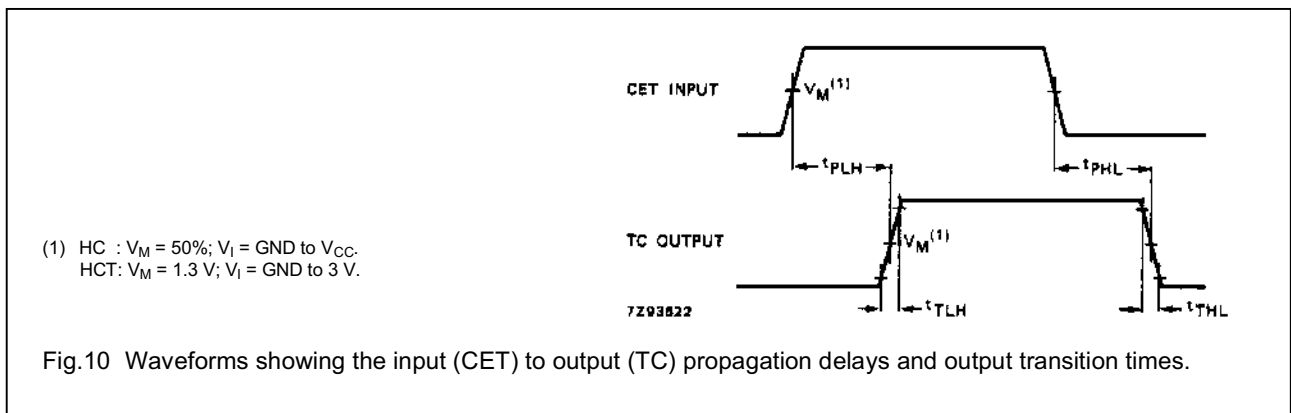 CET INPUT
VM(1)
tPLH
tPHL
TC OUTPUT
VM(1)
(1) HC : VM = 50%; VI = GND to VCC.
HCT: VM = 1.3 V; VI = GND to 3 V.
7Z93622
tTLH
tTHL
Fig.10 Waveforms showing the input (CET) to output (TC) propagation delays and output transition times.